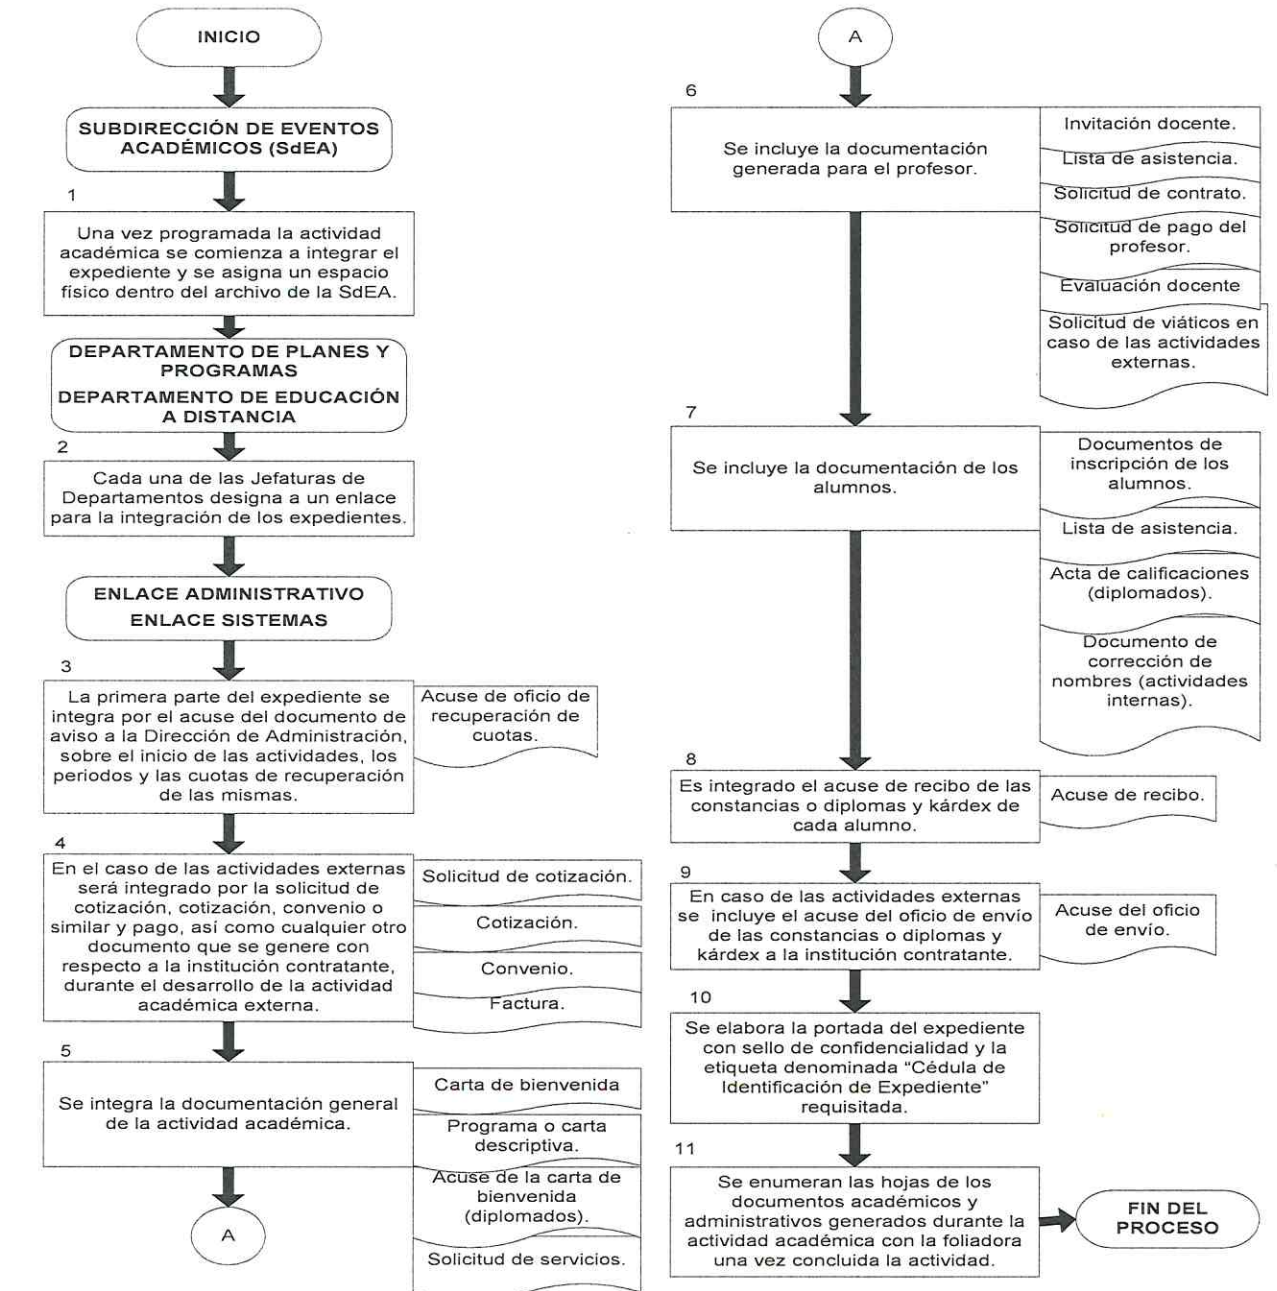 INICIO
SUBDIRECCIÓN DE EVENTOS
ACADÉMICOS (SdEA)
1
Una vez programada la actividad
académica se comienza a integrar el
expediente y se asigna un espacio
físico dentro del archivo de la SdEA.
DEPARTAMENTO DE PLANES Y
PROGRAMAS
DEPARTAMENTO DE EDUCACIÓN
A DISTANCIA
2
Cada una de las Jefaturas de
Departamentos designa a un enlace
para la integración de los expedientes.
ENLACE ADMINISTRATIVO
ENLACE SISTEMAS
3
La primera parte del expediente se
integra por el acuse del documento de
aviso a la Dirección de Administración,
sobre el inicio de las actividades, los
periodos y las cuotas de recuperación
de las mismas.
Acuse de oficio de
recuperación de
cuotas.
4
En el caso de las actividades externas
será integrado por la solicitud de
cotización, cotización, convenio o
similar y pago, así como cualquier otro
documento que se genere con
respecto a la institución contratante,
durante el desarrollo de la actividad
académica externa.
Solicitud de cotización.
Cotización.
Convenio.
Factura.
5
Se integra la documentación general
de la actividad académica.
Carta de bienvenida
Programa o carta
descriptiva.
Acuse de la carta de
bienvenida
(diplomados).
Solicitud de servicios.
A
A
6
Se incluye la documentación
generada para el profesor.
Invitación docente.
Lista de asistencia.
Solicitud de contrato.
Solicitud de pago del
profesor.
Evaluación docente
Solicitud de viáticos en
caso de las actividades
externas.
7
Se incluye la documentación de los
alumnos.
Documentos de
inscripción de los
alumnos.
Lista de asistencia.
Acta de calificaciones
(diplomados).
Documento de
corrección de
nombres (actividades
internas).
8
Es integrado el acuse de recibo de las
constancias o diplomas y kárdex de
cada alumno.
Acuse de recibo.
9
En caso de las actividades externas
se incluye el acuse del oficio de envío
de las constancias o diplomas y
kárdex a la institución contratante.
Acuse del oficio
de envío.
10
Se elabora la portada del expediente
con sello de confidencialidad y la
etiqueta denominada “Cédula de
Identificación de Expediente”
requisitada.
11
Se enumeran las hojas de los
documentos académicos y
administrativos generados durante la
actividad académica con la foliadora
una vez concluida la actividad.
FIN DEL
PROCESO